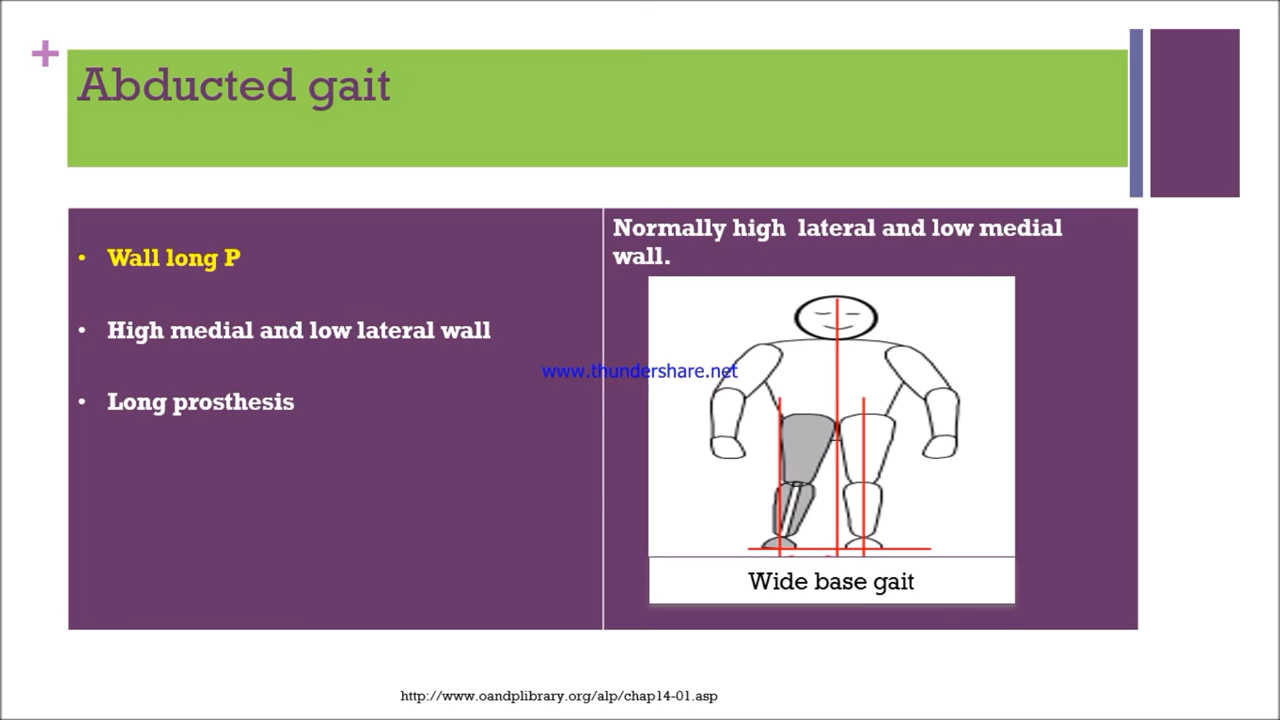 +
Abducted gait
• Wall long P
• High medial and low lateral wall
• Long prosthesis
Normally high lateral and low medial
wall.
www.thundershare.net
Wide base gait
http://www.oandplibrary.org/alp/chap14-01.asp